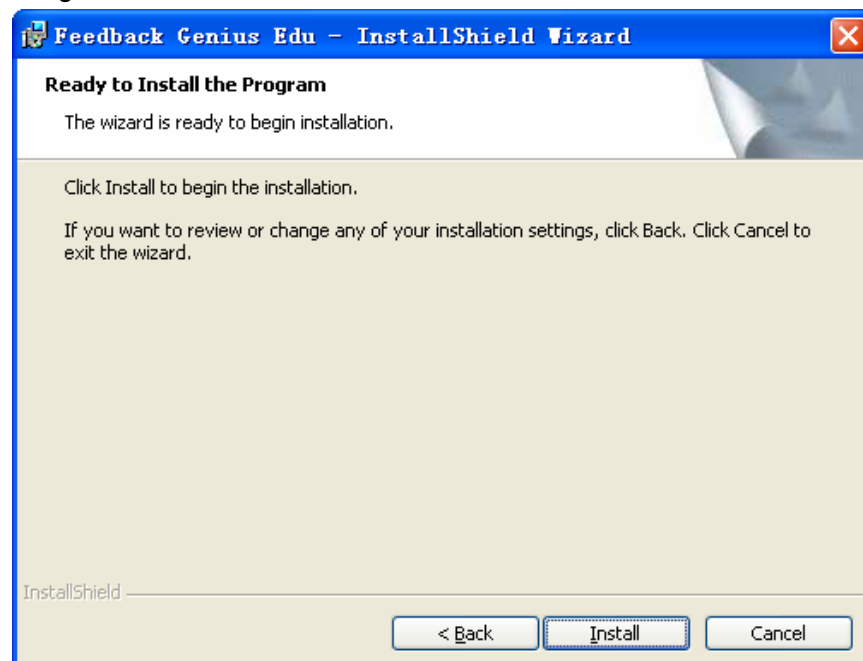 Feedback Genius Edu - InstallShield Wizard
Ready to Install the Program
The wizard is ready to begin installation.
Click Install to begin the installation.
If you want to review or change any of your installation settings, click Back. Click Cancel to
exit the wizard.
InstallShield
< Back Install Cancel